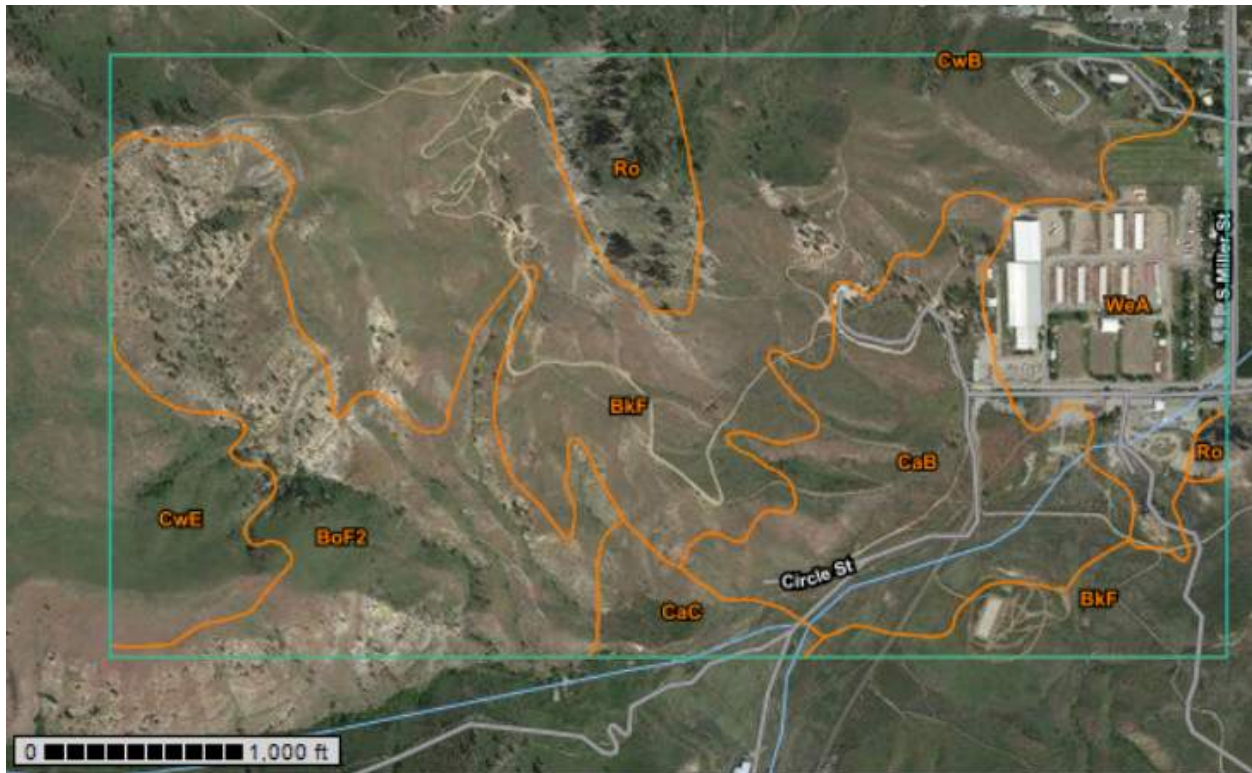 CwB
Ro
S Miller St
WeA
BkF
CaB
Ro
CwE
BoF2
Circle St
CaC
BkF
0 1,000 ft